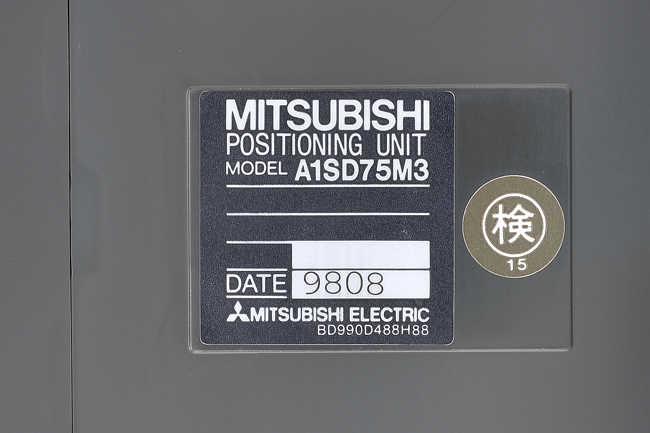 MITSUBISHI
POSITIONING UNIT
MODEL A1SD75M3
DATE 9808
MITSUBISHI ELECTRIC
BD990D488H88
検
15